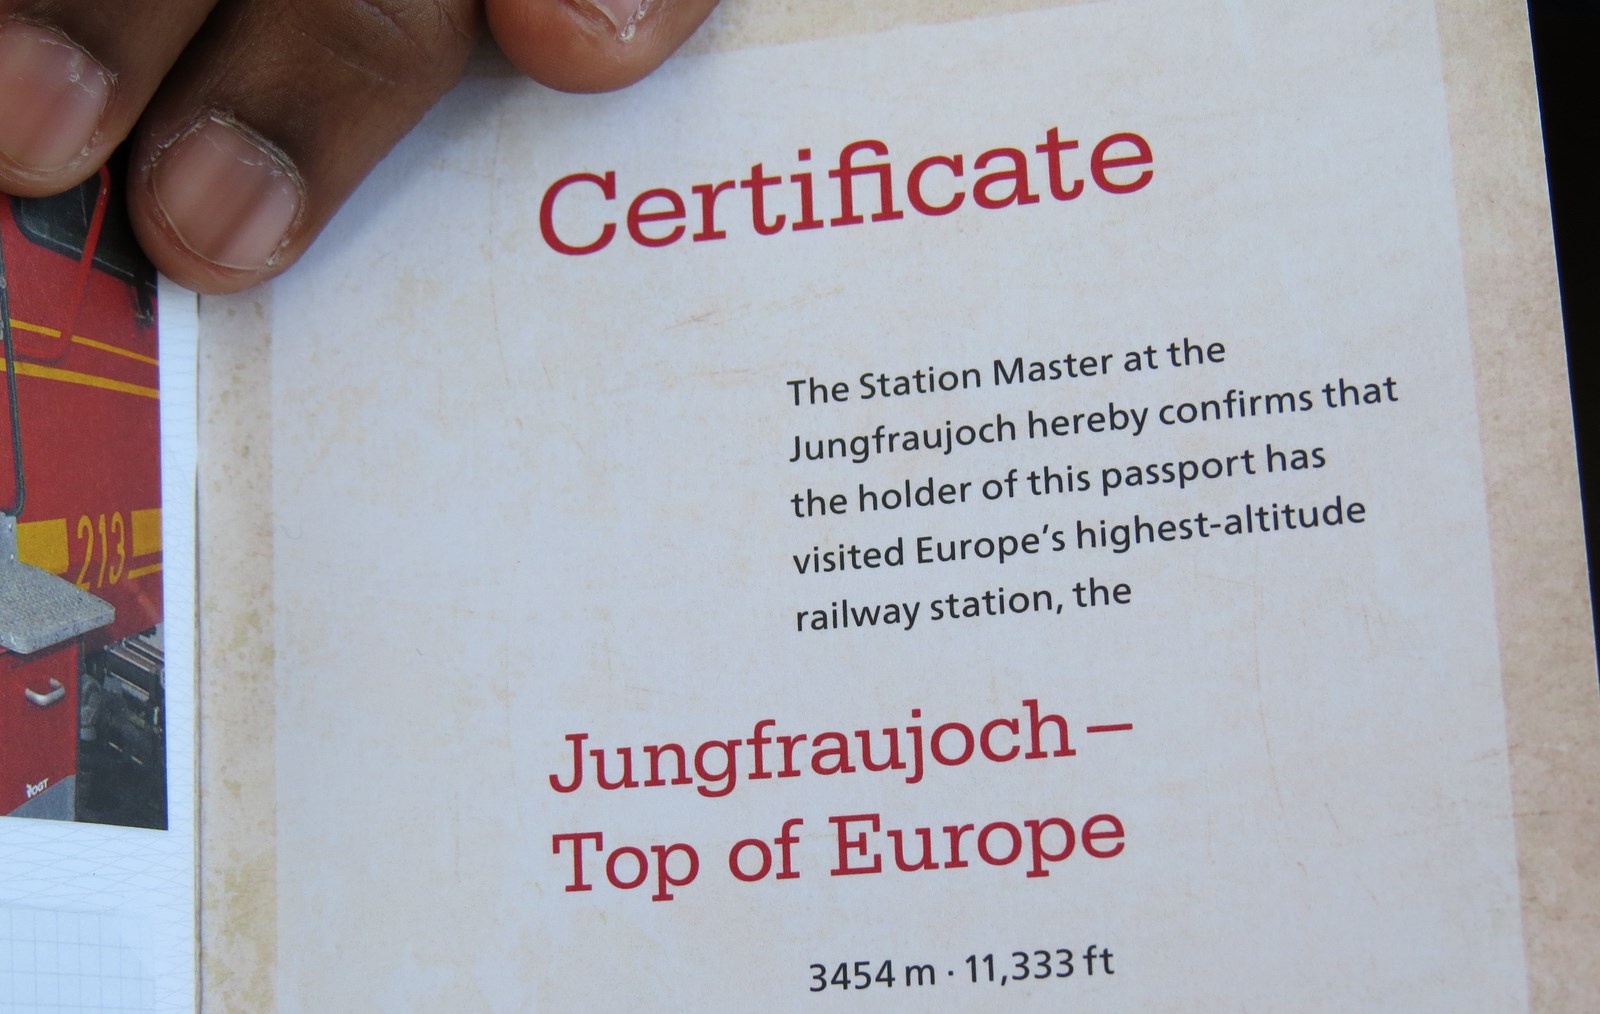 Certificate
The Station Master at the
Jungfraujoch hereby confirms that
the holder of this passport has
visited Europe's highest-altitude
railway station, the
Jungfraujoch –
Top of Europe
3454 m · 11,333 ft
213
VOGT